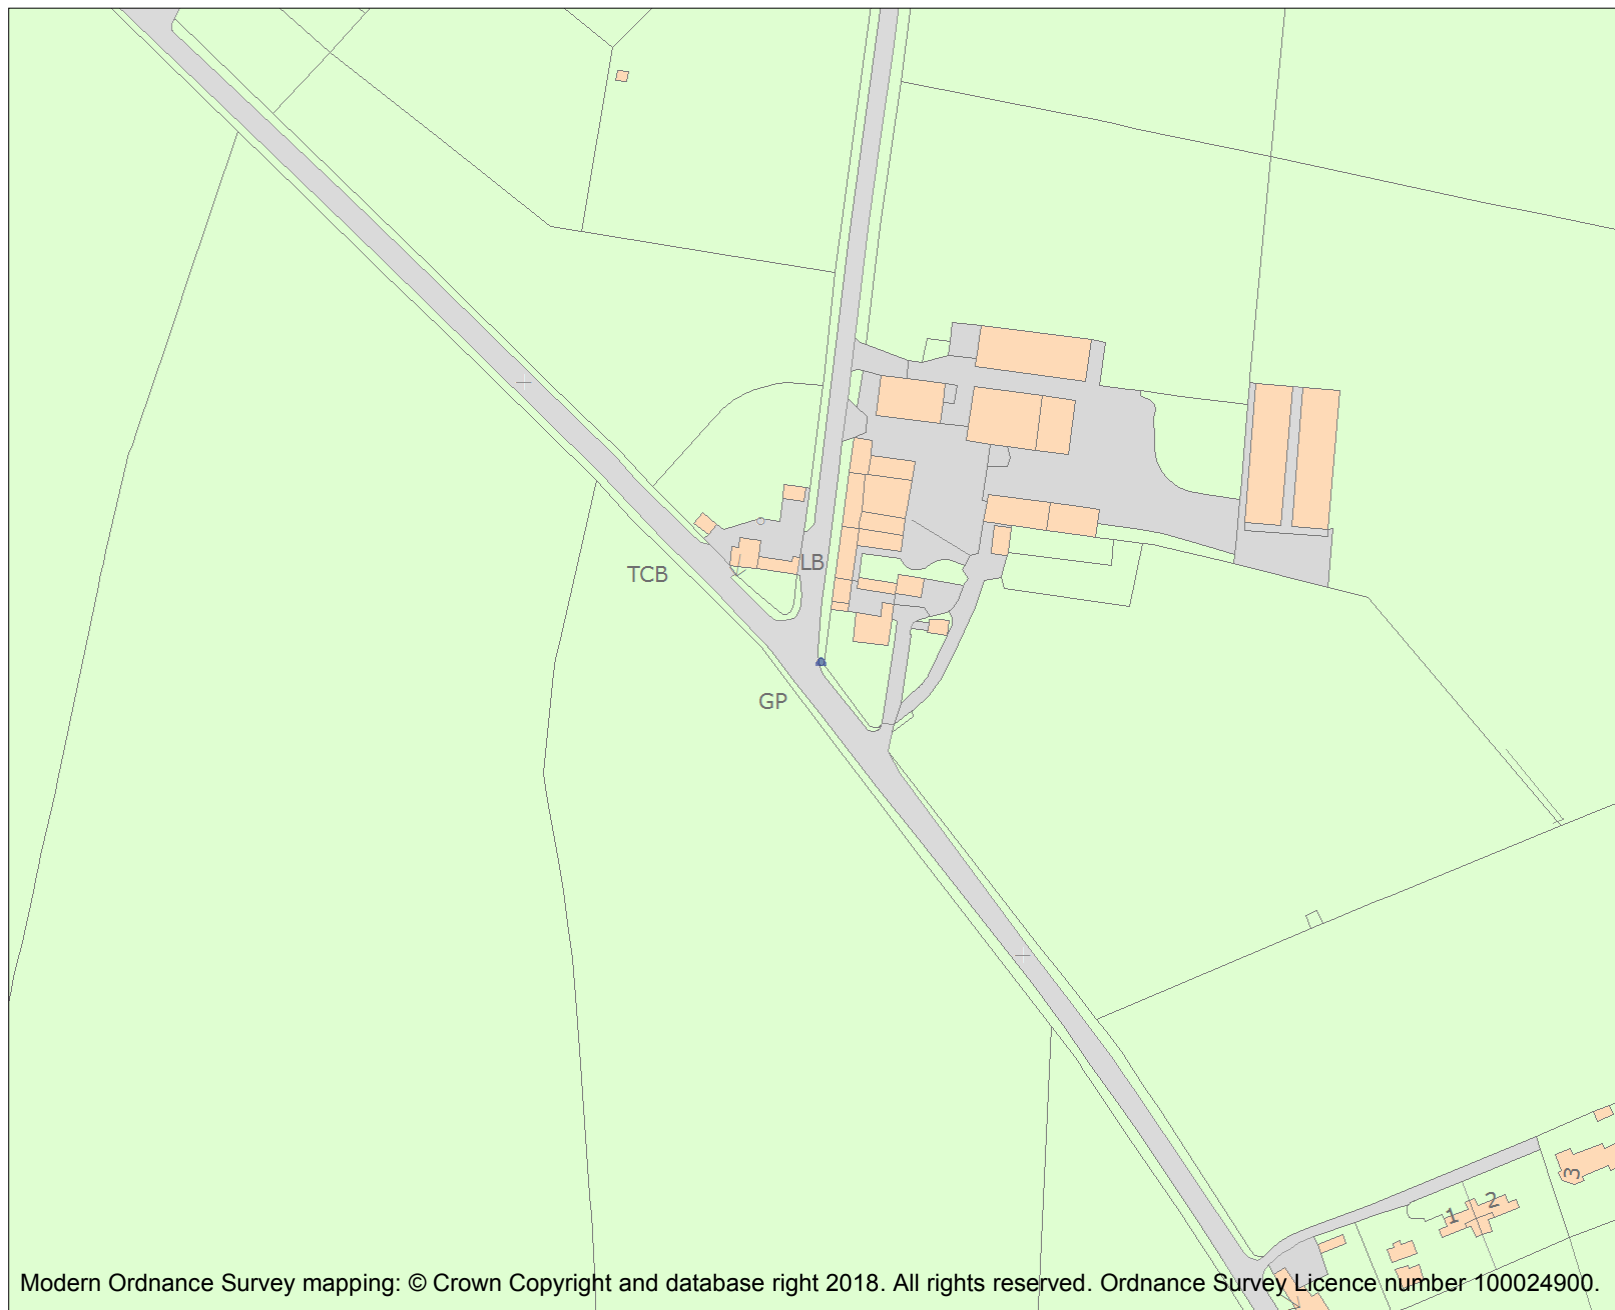 LB
TCB
GP
3
2
1
Modern Ordnance Survey mapping: © Crown Copyright and database right 2018. All rights reserved. Ordnance Survey Licence number 100024900.